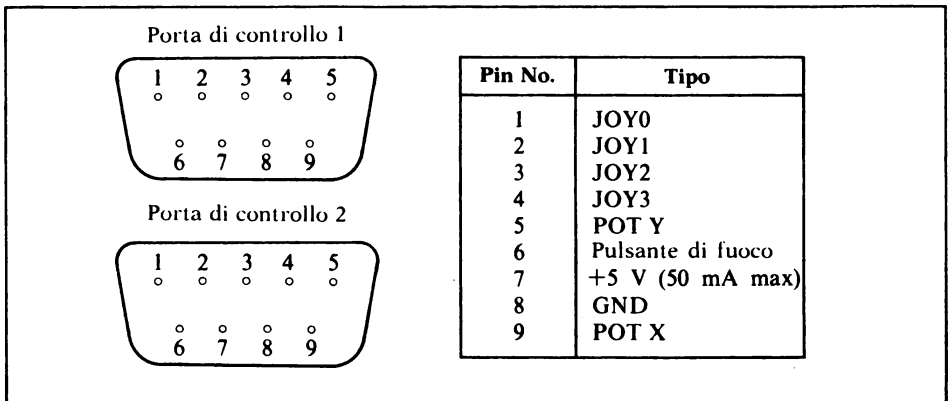 Porta di controllo 1
1 2 3 4 5
6 7 8 9
Porta di controllo 2
1 2 3 4 5
6 7 8 9
Pin No. Tipo
1 JOY0
2 JOY1
3 JOY2
4 JOY3
5 POT Y
6 Pulsante di fuoco
7 +5 V (50 mA max)
8 GND
9 POT X